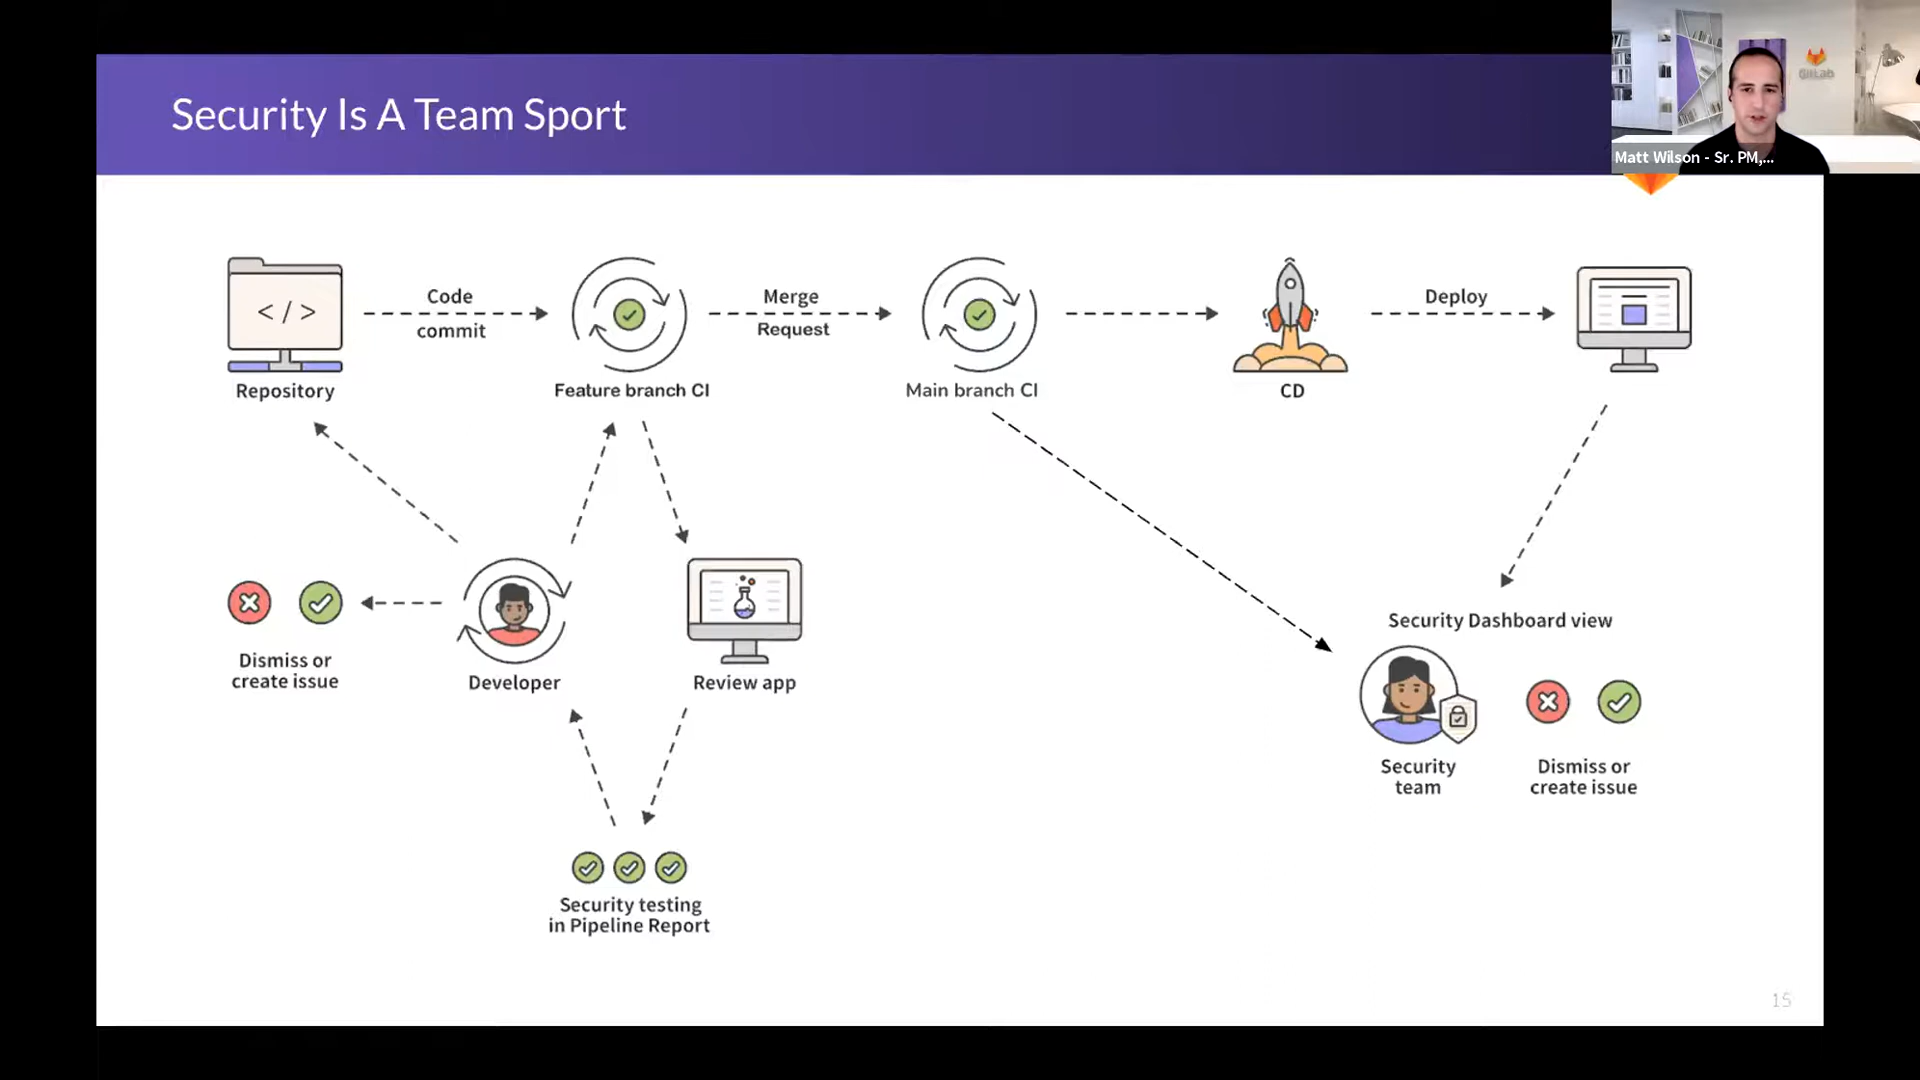 Security Is A Team Sport
GitLab
Matt Wilson - Sr. PM,...
Code
commit
Merge
Request
Deploy
</>
Repository
Feature branch CI
Main branch CI
CD
Dismiss or
create issue
Developer
Review app
Security Dashboard view
Security
team
Dismiss or
create issue
Security testing
in Pipeline Report
15